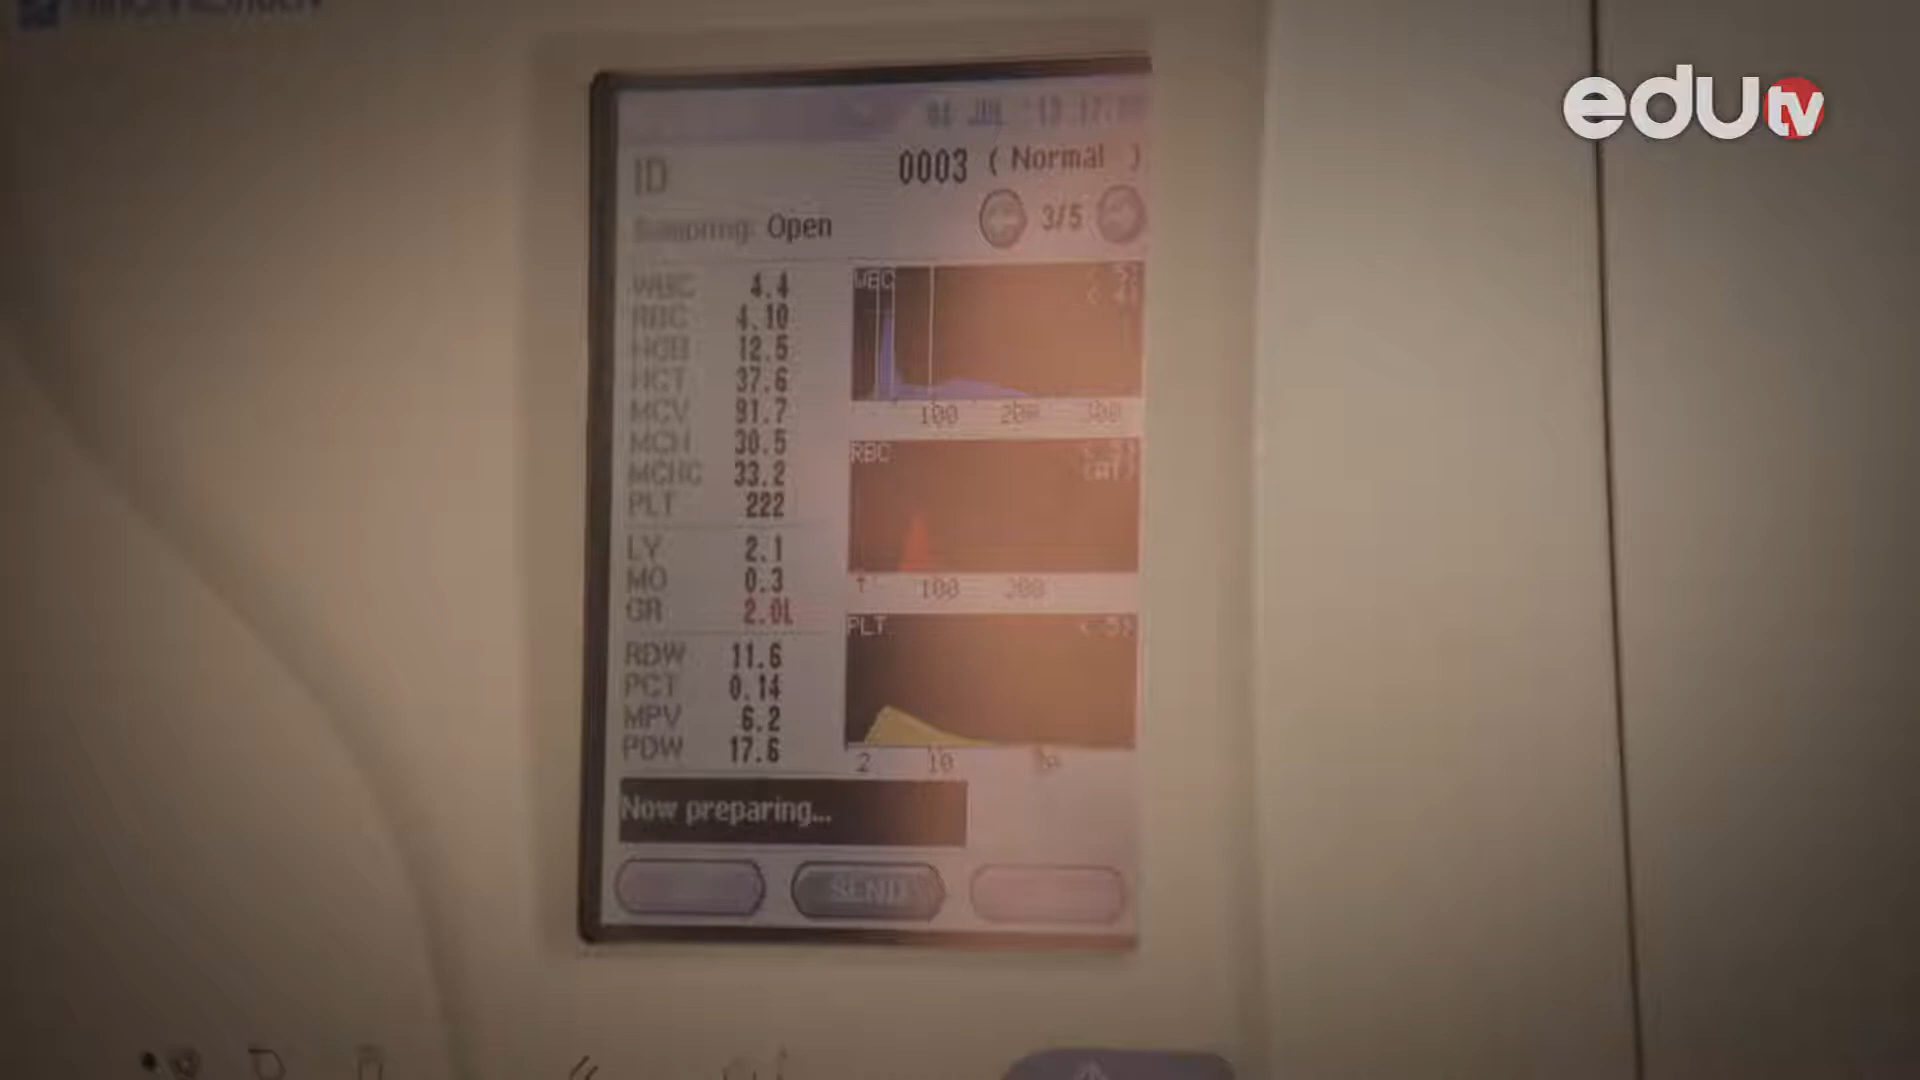 edutv
ID 0003 ( Normal )
Sampling: Open 3/5
WBC 4.4
RBC 4.10
HGB 12.5
HCT 37.6
MCV 91.7
MCH 30.5
MCHC 33.2
PLT 222
LY 2.1
MO 0.3
GR 2.0L
RDW 11.6
PCT 0.14
MPV 6.2
PDW 17.6
WBC
100 200 300
RBC
100 200
PLT
2 10
Now preparing...
SEND